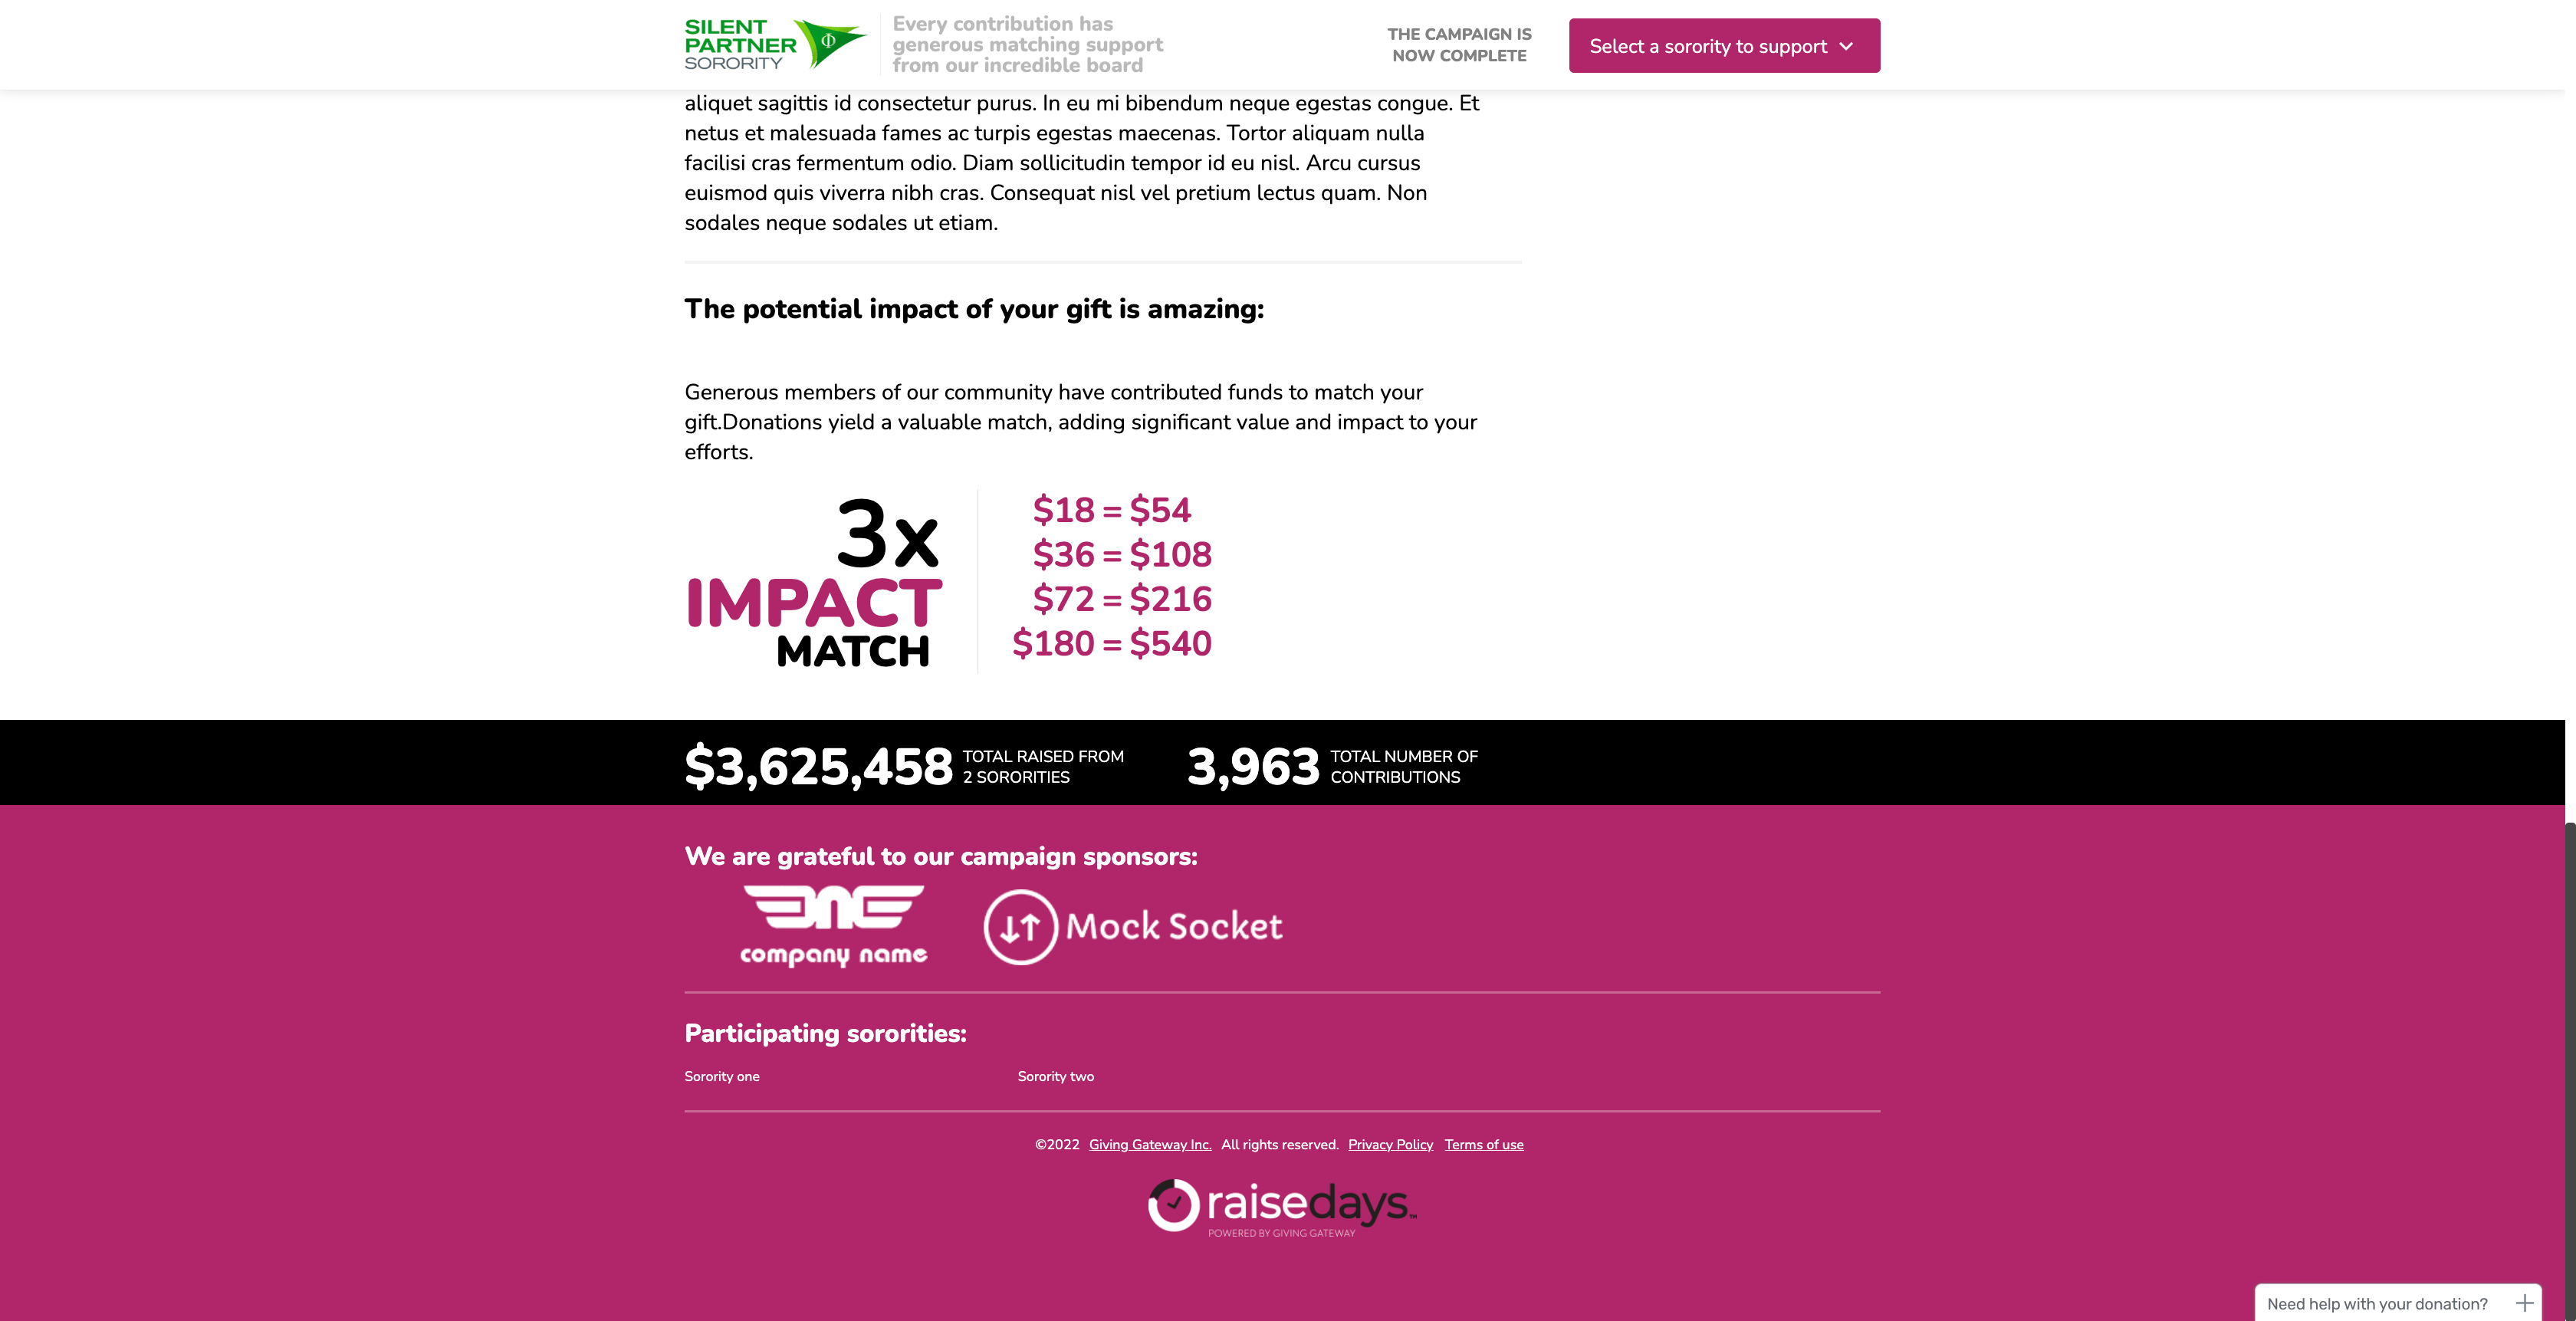 SILENT
PARTNER
SORORITY
Φ
Every contribution has
generous matching support
from our incredible board
THE CAMPAIGN IS
NOW COMPLETE
Select a sorority to support
aliquet sagittis id consectetur purus. In eu mi bibendum neque egestas congue. Et
netus et malesuada fames ac turpis egestas maecenas. Tortor aliquam nulla
facilisi cras fermentum odio. Diam sollicitudin tempor id eu nisl. Arcu cursus
euismod quis viverra nibh cras. Consequat nisl vel pretium lectus quam. Non
sodales neque sodales ut etiam.
The potential impact of your gift is amazing:
Generous members of our community have contributed funds to match your
gift.Donations yield a valuable match, adding significant value and impact to your
efforts.
3x
IMPACT
MATCH
$18 = $54
$36 = $108
$72 = $216
$180 = $540
$3,625,458
TOTAL RAISED FROM
2 SORORITIES
3,963
TOTAL NUMBER OF
CONTRIBUTIONS
We are grateful to our campaign sponsors:
company name
Mock Socket
Participating sororities:
Sorority one
Sorority two
©2022 Giving Gateway Inc. All rights reserved. Privacy Policy Terms of use
raisedays™
POWERED BY GIVING GATEWAY
Need help with your donation?